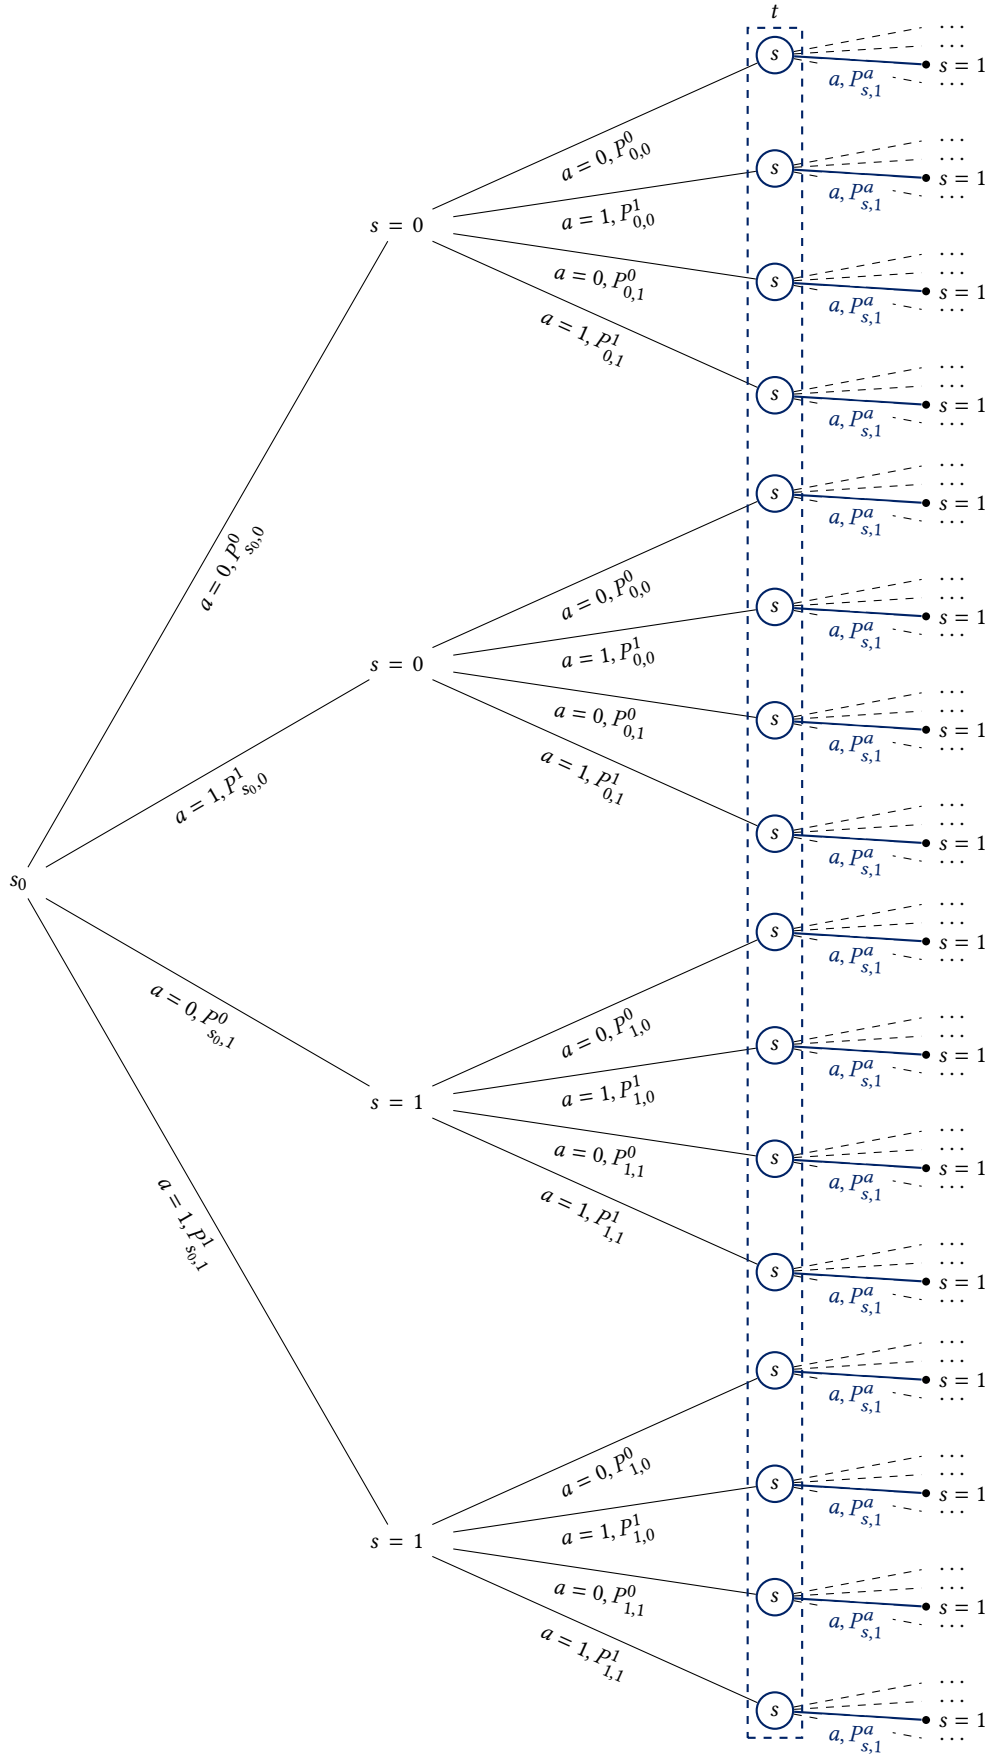 t
s
...
...
s = 1
a, P^a_{s,1}
...
a = 0, P^0_{0,0}
s
...
...
s = 1
a, P^a_{s,1}
...
a = 1, P^1_{0,0}
s = 0
s
...
...
s = 1
a, P^a_{s,1}
...
a = 0, P^0_{0,1}
a = 1, P^1_{0,1}
s
...
...
s = 1
a, P^a_{s,1}
...
s
...
...
s = 1
a, P^a_{s,1}
...
a = 0, P^0_{s_0,0}
a = 0, P^0_{0,0}
s
...
...
s = 1
a, P^a_{s,1}
...
a = 1, P^1_{0,0}
s = 0
s
...
...
s = 1
a, P^a_{s,1}
...
a = 0, P^0_{0,1}
a = 1, P^1_{0,1}
a = 1, P^1_{s_0,0}
s
...
...
s = 1
a, P^a_{s,1}
...
s_0
s
...
...
s = 1
a, P^a_{s,1}
...
a = 0, P^0_{s_0,1}
a = 0, P^0_{1,0}
s
...
...
s = 1
a, P^a_{s,1}
...
a = 1, P^1_{1,0}
s = 1
s
...
...
s = 1
a, P^a_{s,1}
...
a = 0, P^0_{1,1}
a = 1, P^1_{1,1}
a = 1, P^1_{s_0,1}
s
...
...
s = 1
a, P^a_{s,1}
...
s
...
...
s = 1
a, P^a_{s,1}
...
a = 0, P^0_{1,0}
s
...
...
s = 1
a, P^a_{s,1}
...
a = 1, P^1_{1,0}
s = 1
s
...
...
s = 1
a, P^a_{s,1}
...
a = 0, P^0_{1,1}
a = 1, P^1_{1,1}
s
...
...
s = 1
a, P^a_{s,1}
...